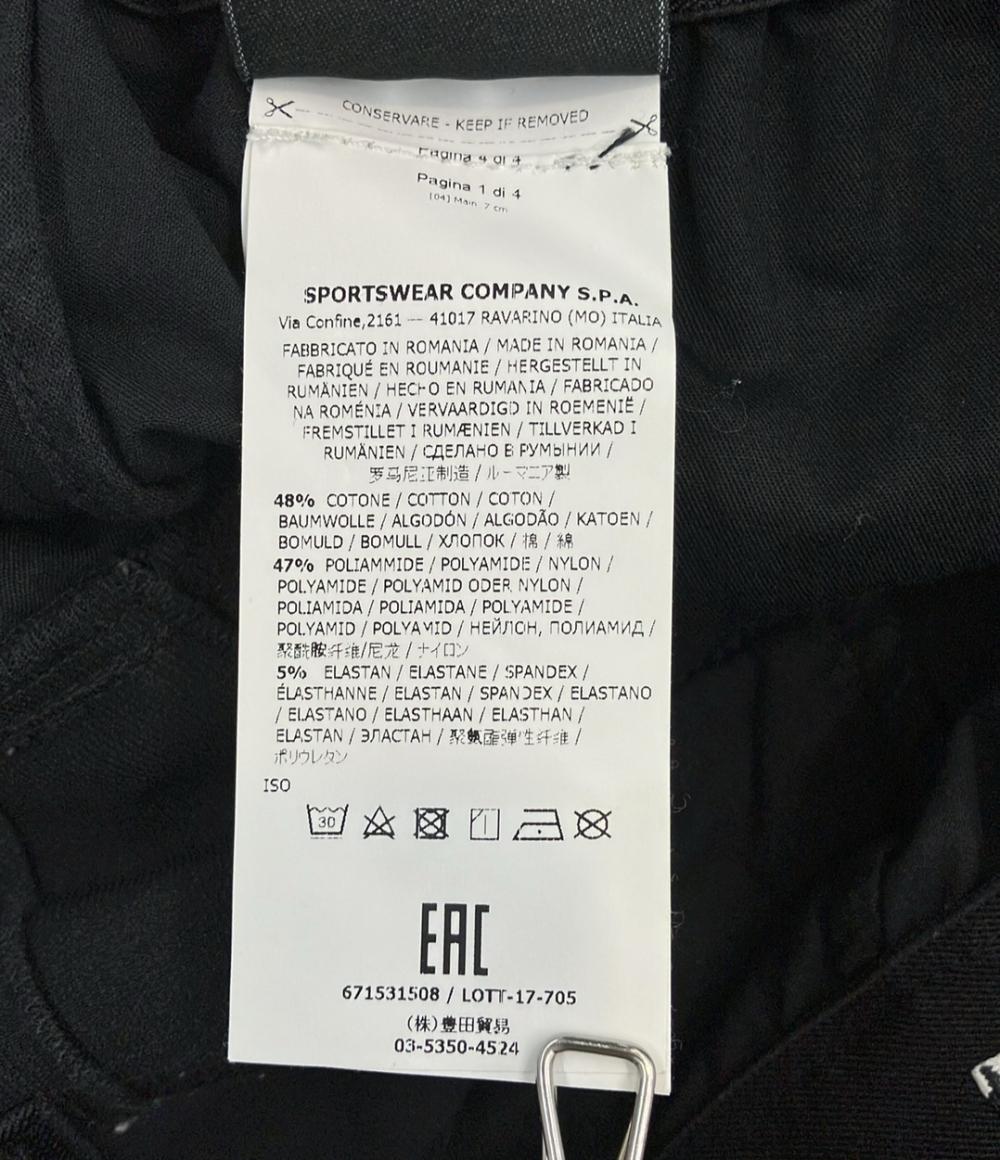 CONSERVARE - KEEP IF REMOVED
Pagina 4 di 4
Pagina 1 di 4
[04] Main 7 cm
SPORTSWEAR COMPANY S.P.A.
Via Confine,2161 — 41017 RAVARINO (MO) ITALIA
FABBRICATO IN ROMANIA / MADE IN ROMANIA /
FABRIQUÉ EN ROUMANIE / HERGESTELLT IN
RUMÄNIEN / HECHO EN RUMANIA / FABRICADO
NA ROMÉNIA / VERVAARDIGD IN ROEMENIË /
FREMSTILLET I RUMÆNIEN / TILLVERKAD I
RUMÄNIEN / СДЕЛАНО В РУМЫНИИ /
罗马尼亚制造 / ルーマニア製
48% COTONE / COTTON / COTON /
BAUMWOLLE / ALGODÓN / ALGODÃO / KATOEN /
BOMULD / BOMULL / ХЛОПОК / 棉 / 綿
47% POLIAMMIDE / POLYAMIDE / NYLON /
POLYAMIDE / POLYAMID ODER NYLON /
POLIAMIDA / POLIAMIDA / POLYAMIDE /
POLYAMID / POLYAMID / НЕЙЛОН, ПОЛИАМИД /
聚酰胺纤维/尼龙 / ナイロン
5% ELASTAN / ELASTANE / SPANDEX /
ÉLASTHANNE / ELASTAN / SPANDEX / ELASTANO
/ ELASTANO / ELASTHAAN / ELASTHAN /
ELASTAN / ЭЛАСТАН / 聚氨酯弹性纤维 /
ポリウレタン
ISO
30
EAC
671531508 / LOTT-17-705
(株)豊田貿易
03-5350-4524